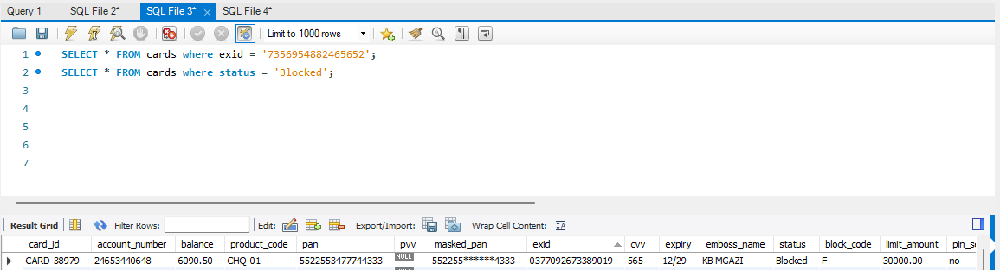 Query 1 SQL File 2* SQL File 3* SQL File 4*
Limit to 1000 rows
1 SELECT * FROM cards where exid = '7356954882465652';
2 SELECT * FROM cards where status = 'Blocked';
3
4
5
6
7
Result Grid Filter Rows: Edit: Export/Import: Wrap Cell Content:
card_id account_number balance product_code pan pvv masked_pan exid cvv expiry emboss_name status block_code limit_amount pin_se
CARD-38979 24653440648 6090.50 CHQ-01 5522553477744333 NULL 552255******4333 0377092673389019 565 12/29 KB MGAZI Blocked F 30000.00 no